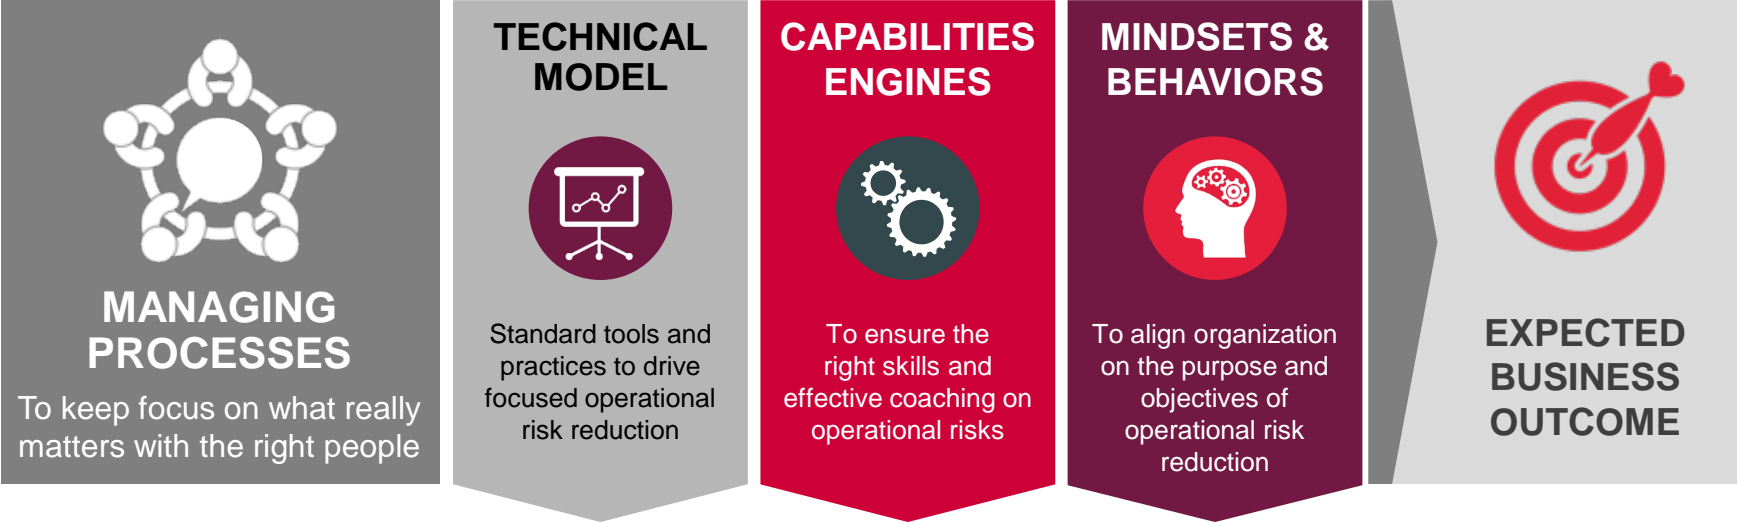 MANAGING
PROCESSES
To keep focus on what really
matters with the right people
TECHNICAL
MODEL
Standard tools and
practices to drive
focused operational
risk reduction
CAPABILITIES
ENGINES
To ensure the
right skills and
effective coaching on
operational risks
MINDSETS &
BEHAVIORS
To align organization
on the purpose and
objectives of
operational risk
reduction
EXPECTED
BUSINESS
OUTCOME